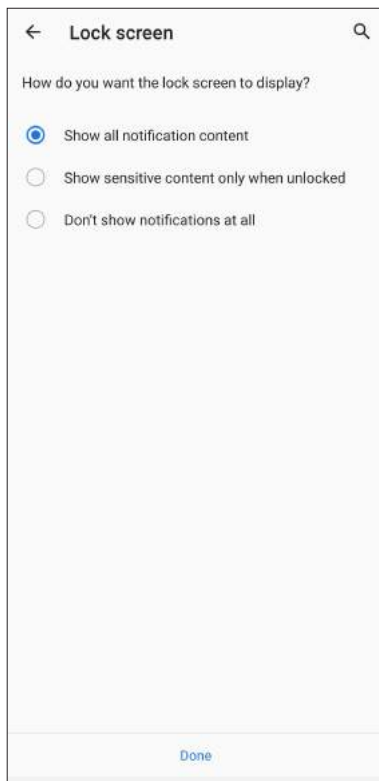 Lock screen
How do you want the lock screen to display?
Show all notification content
Show sensitive content only when unlocked
Don't show notifications at all
Done